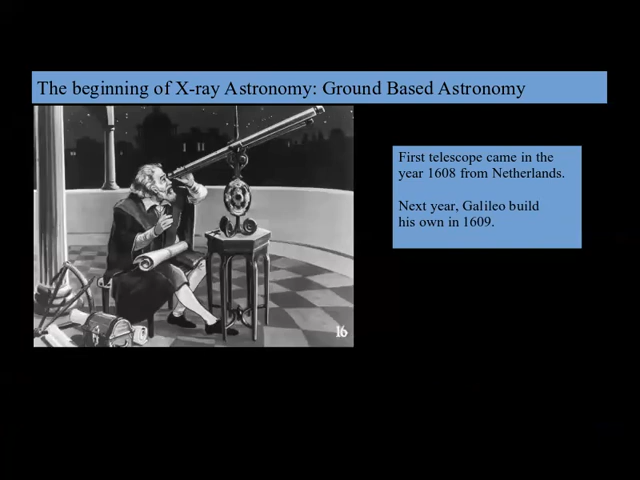 The beginning of X-ray Astronomy: Ground Based Astronomy
First telescope came in the
year 1608 from Netherlands.
Next year, Galileo build
his own in 1609.
16